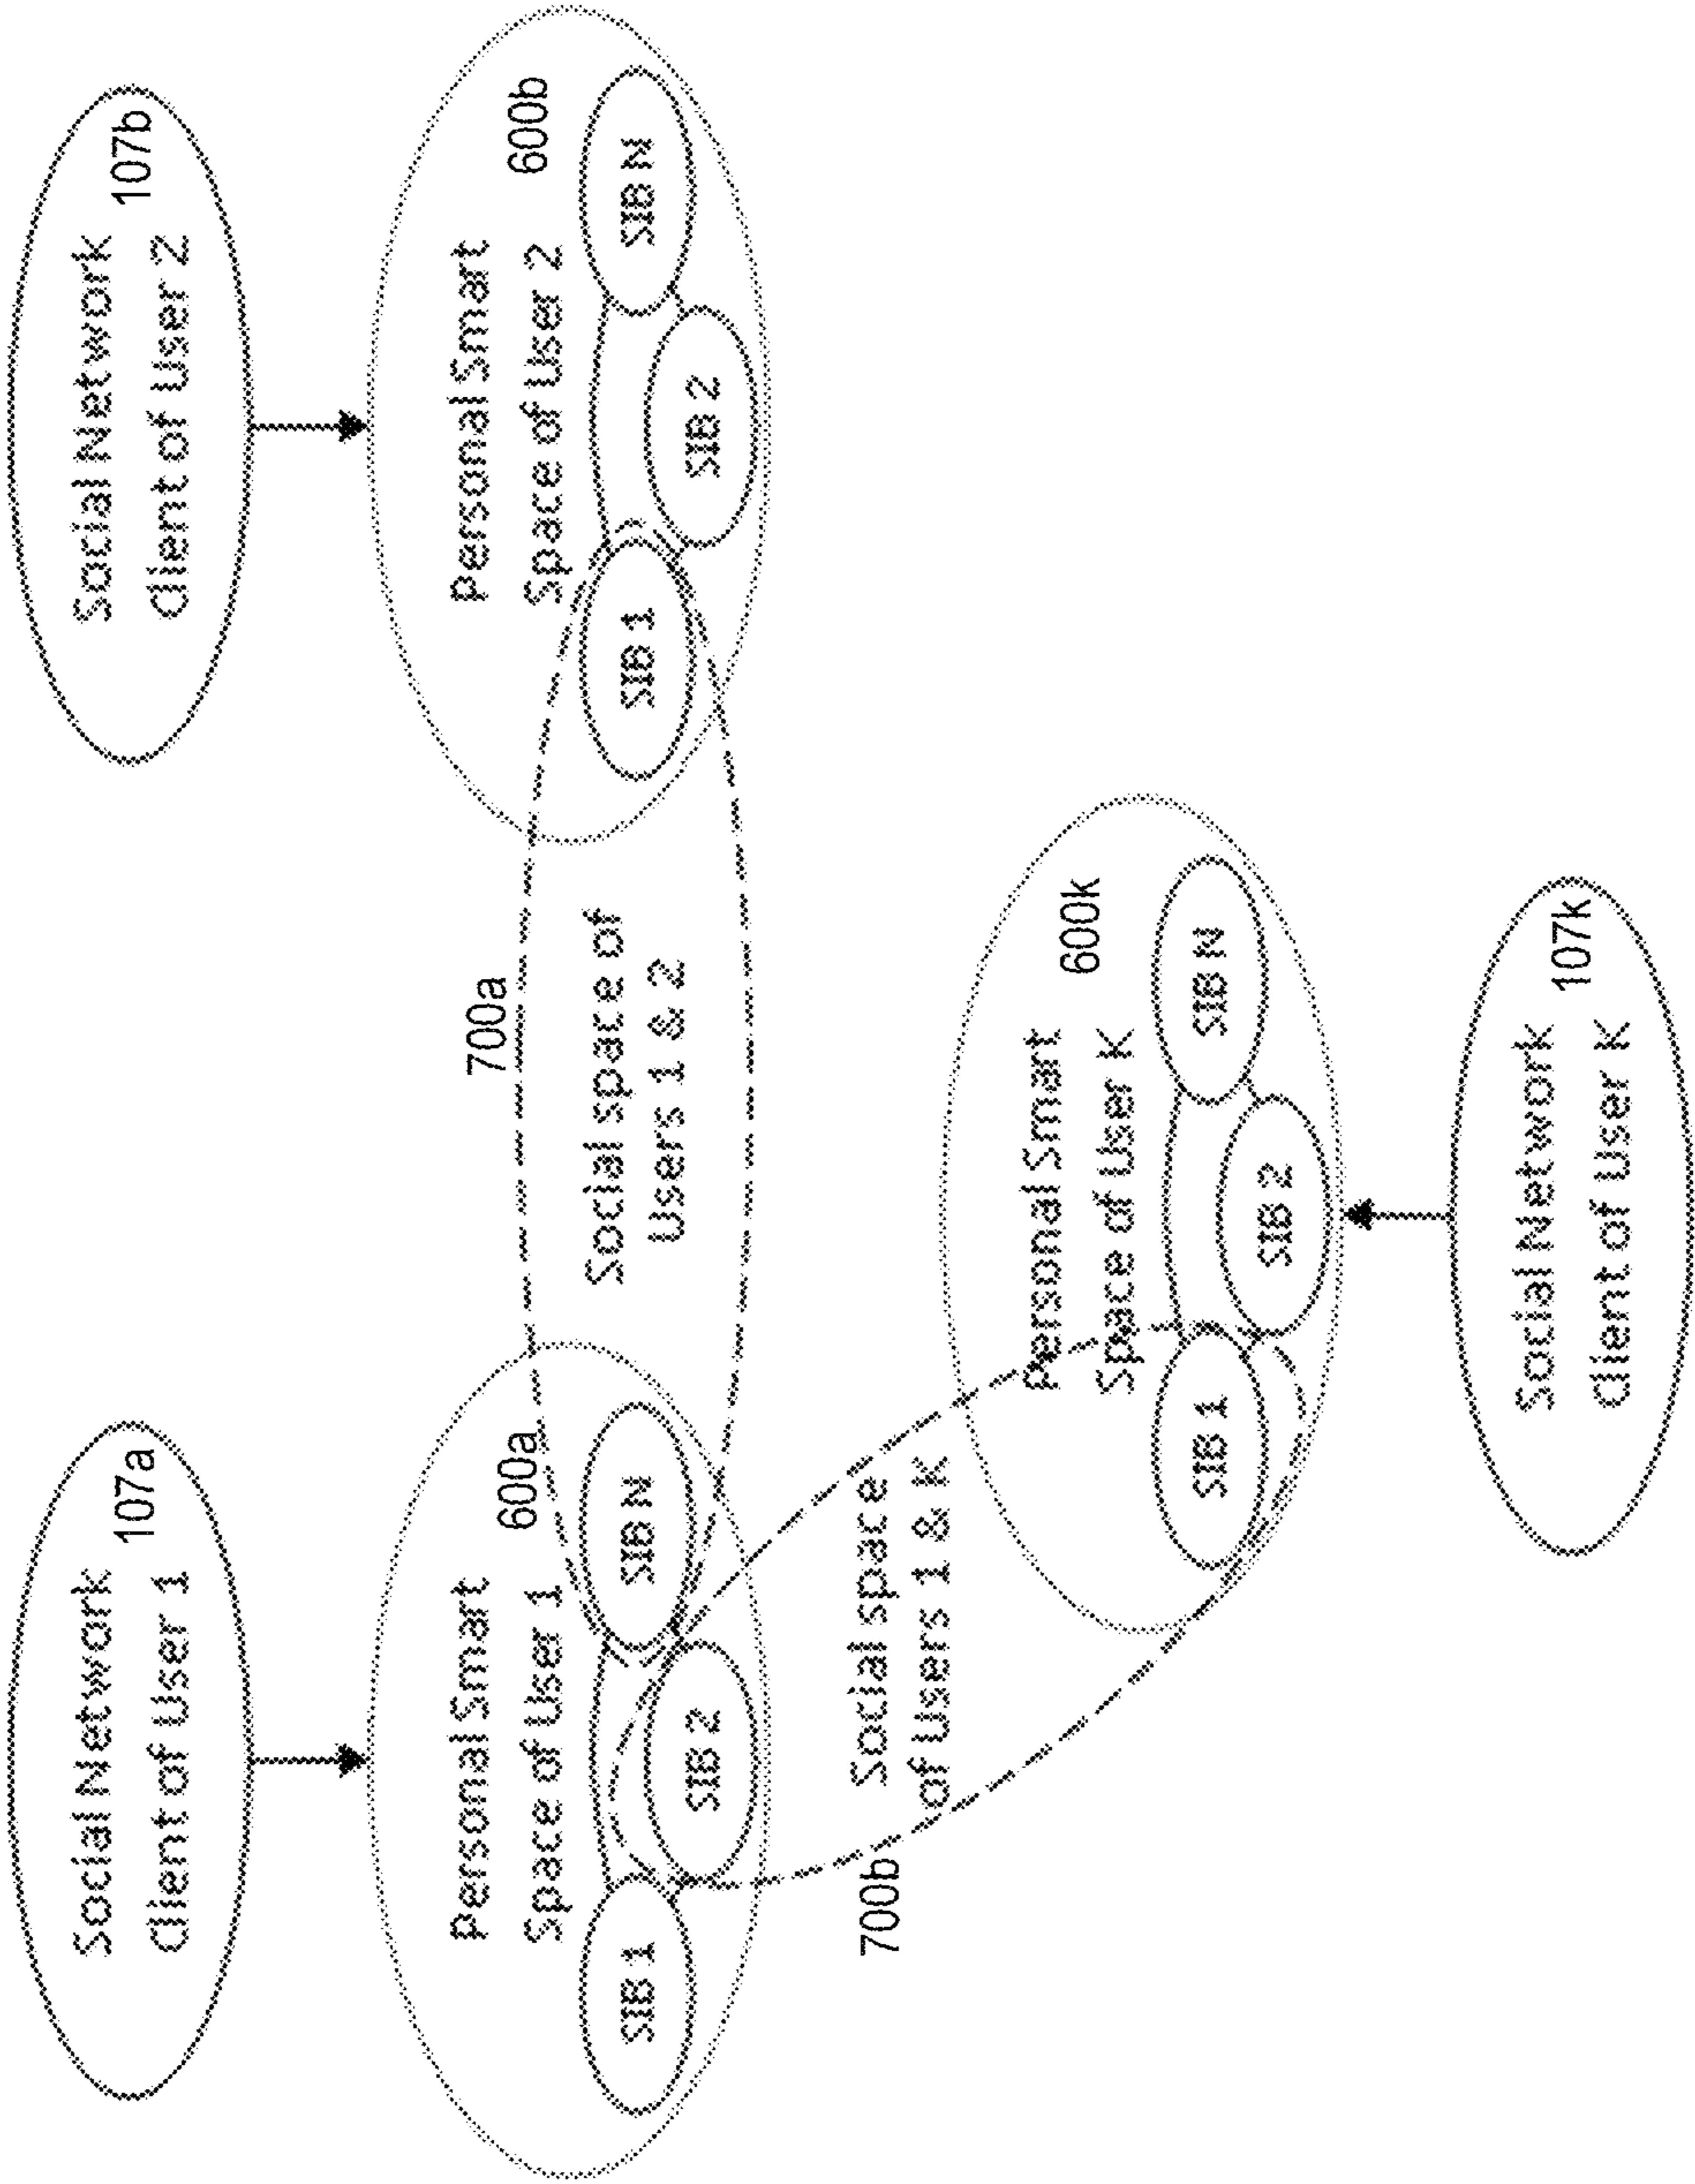 Social Network
Client of User 1
107a
Social Network
Client of User 2
107b
Personal Smart
Space of User 1
600a
SIB 1
SIB 2
SIB N
700a
Social space of
Users 1 & 2
Personal Smart
Space of User 2
600b
SIB 1
SIB 2
SIB N
700b
Social space
of Users 1 & K
Personal Smart
Space of User K
600k
SIB 1
SIB 2
SIB N
Social Network
Client of User K
107k